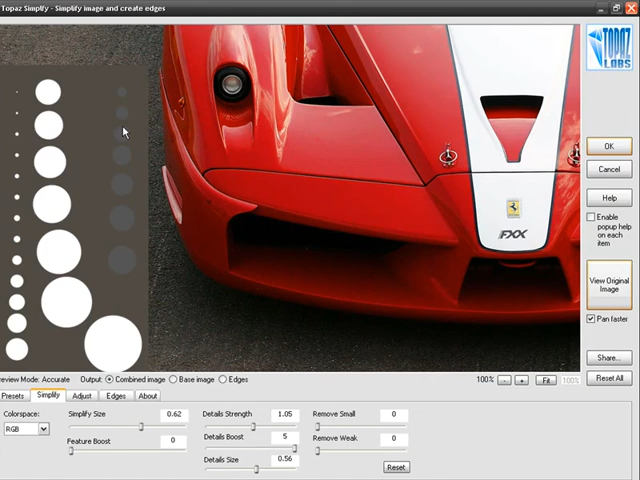 Topaz Simplify - Simplify image and create edges
TOPAZ
LABS
OK
Cancel
Help
Enable
popup help
on each
item
FXX
View Original
Image
Pan faster
Share...
review Mode: Accurate
Output:
Combined image
Base image
Edges
100%
-
+
Fit
100%
Reset All
Presets
Simplify
Adjust
Edges
About
Colorspace:
RGB
Simplify Size
0.62
Feature Boost
0
Details Strength
1.05
Details Boost
5
Details Size
0.56
Remove Small
0
Remove Weak
0
Reset